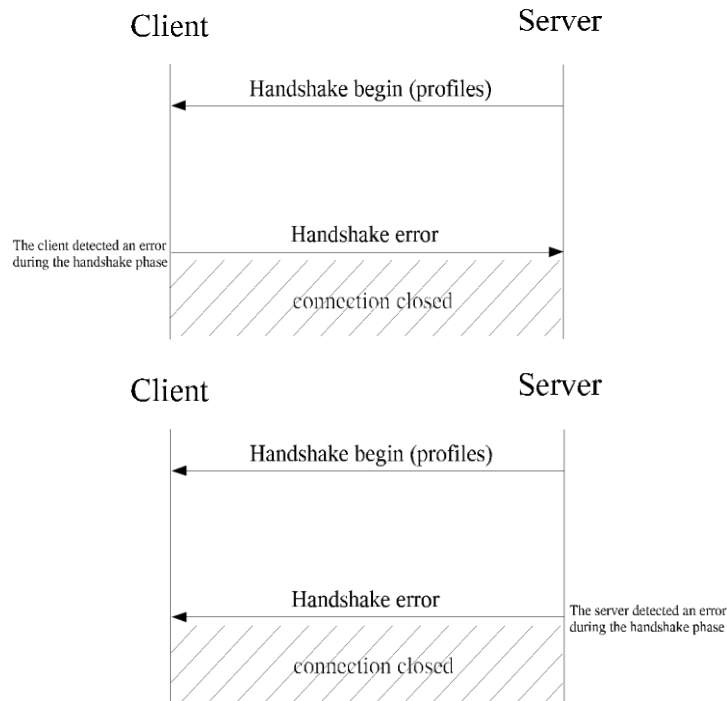 Client
Server
Handshake begin (profiles)
Handshake error
The client detected an error
during the handshake phase
connection closed
Client
Server
Handshake begin (profiles)
Handshake error
The server detected an error
during the handshake phase
connection closed